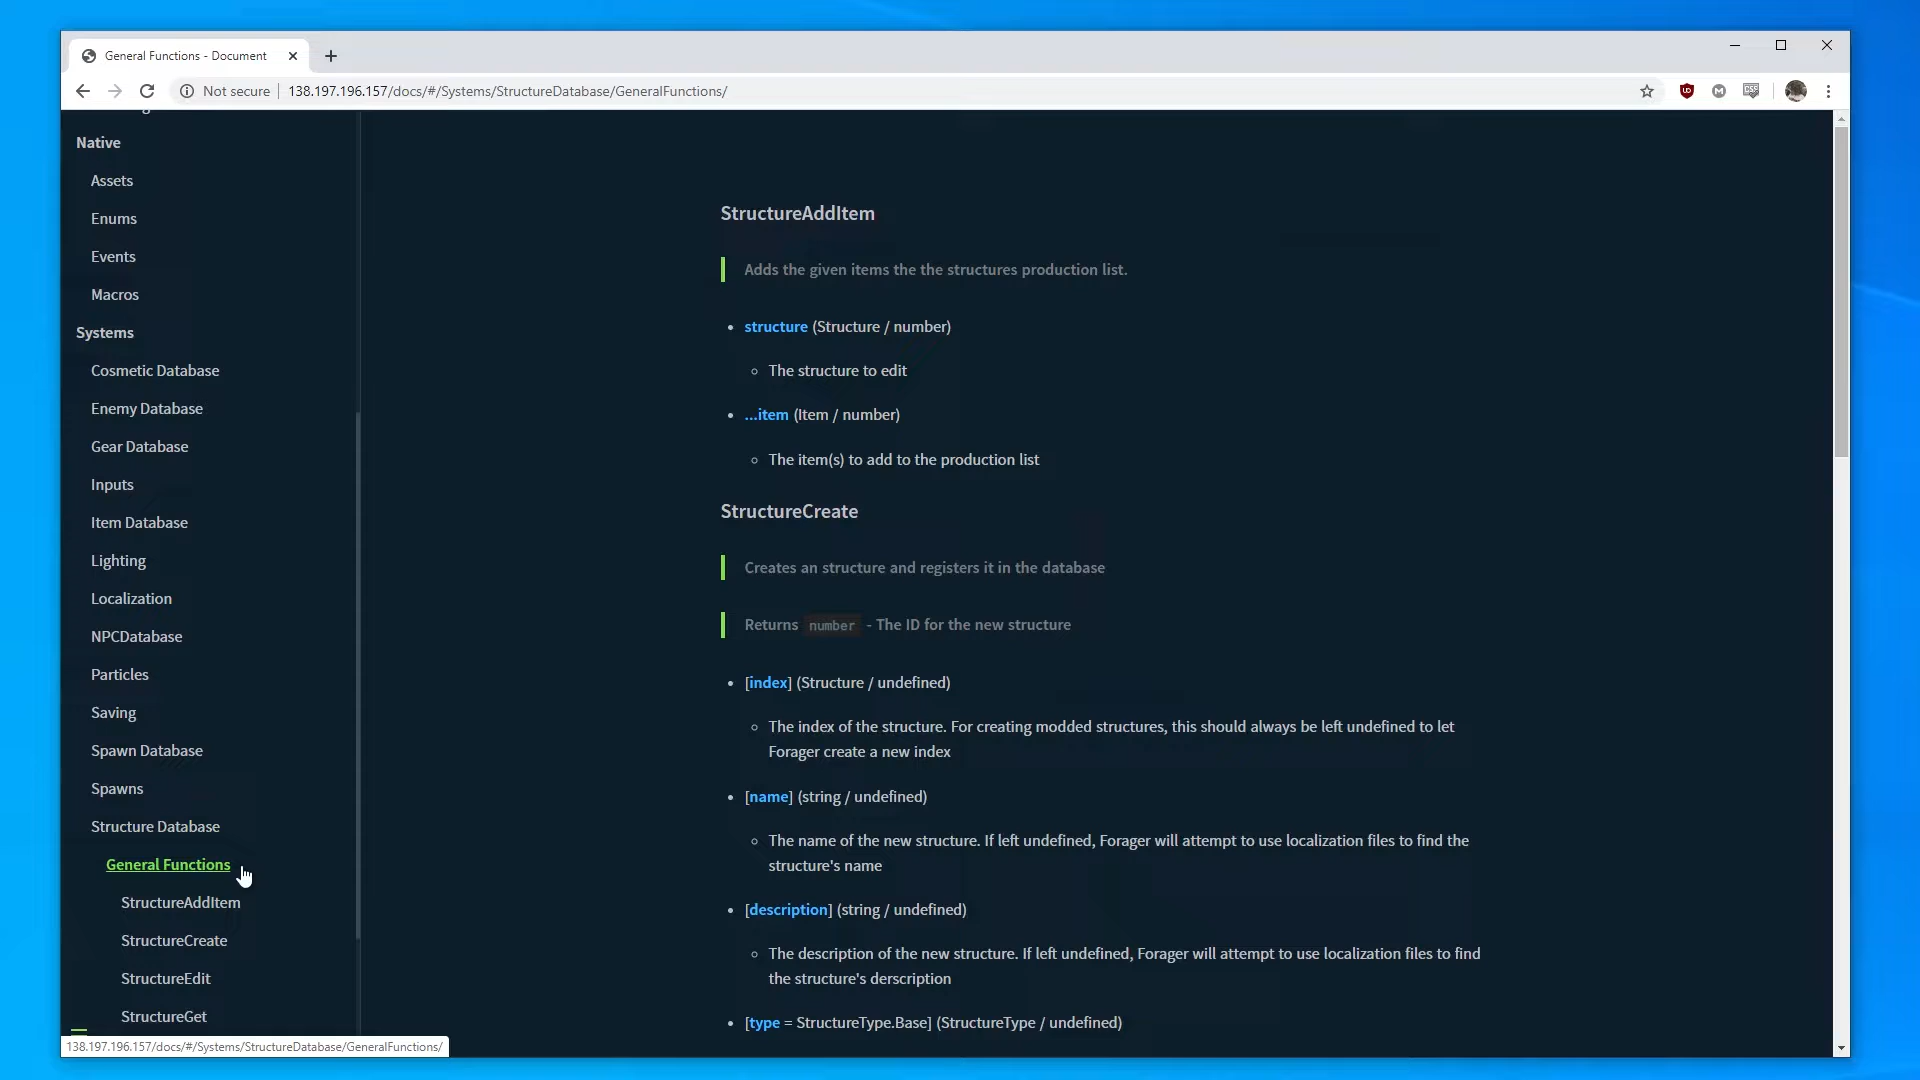 General Functions - Document
Not secure
138.197.196.157/docs/#/Systems/StructureDatabase/GeneralFunctions/
Native
Assets
Enums
Events
Macros
Systems
Cosmetic Database
Enemy Database
Gear Database
Inputs
Item Database
Lighting
Localization
NPCDatabase
Particles
Saving
Spawn Database
Spawns
Structure Database
General Functions
StructureAddItem
StructureCreate
StructureEdit
StructureGet
138.197.196.157/docs/#/Systems/StructureDatabase/GeneralFunctions/
StructureAddItem
Adds the given items the the structures production list.
structure (Structure / number)
The structure to edit
...item (Item / number)
The item(s) to add to the production list
StructureCreate
Creates an structure and registers it in the database
Returns number - The ID for the new structure
[index] (Structure / undefined)
The index of the structure. For creating modded structures, this should always be left undefined to let
Forager create a new index
[name] (string / undefined)
The name of the new structure. If left undefined, Forager will attempt to use localization files to find the
structure's name
[description] (string / undefined)
The description of the new structure. If left undefined, Forager will attempt to use localization files to find
the structure's derscription
[type = StructureType.Base] (StructureType / undefined)